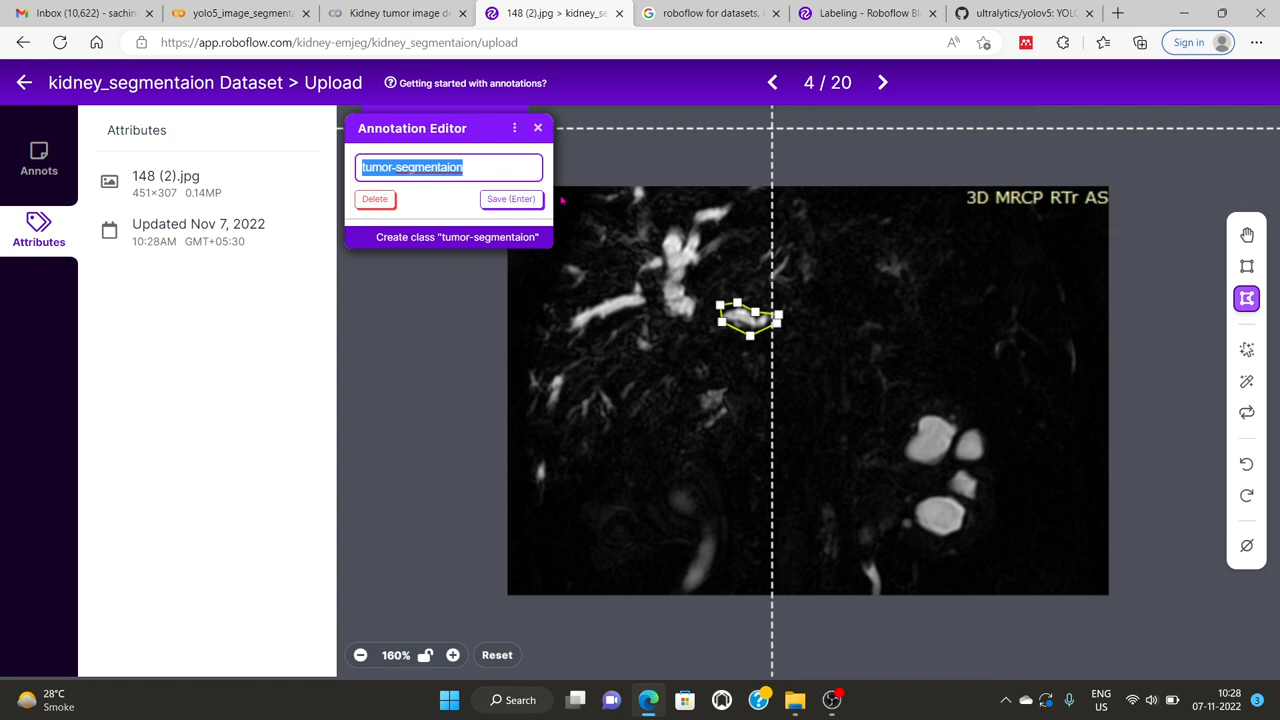 Inbox (10,622) - sachin
yolo5_image_segmenta
Kidney tumor image d
148 (2).jpg > kidney_se
roboflow for datasets,
Labeling - Roboflow Bl
ultralytics/yolov5: YOL
https://app.roboflow.com/kidney-emjeg/kidney_segmentaion/upload
Sign in
kidney_segmentaion Dataset > Upload
Getting started with annotations?
4 / 20
Annots
Attributes
Attributes
148 (2).jpg
451×307 0.14MP
Updated Nov 7, 2022
10:28AM GMT+05:30
Annotation Editor
tumor-segmentaion
Delete
Save (Enter)
Create class "tumor-segmentaion"
3D MRCP RTr AS
160%
Reset
28°C
Smoke
Search
ENG
US
10:28
07-11-2022
3